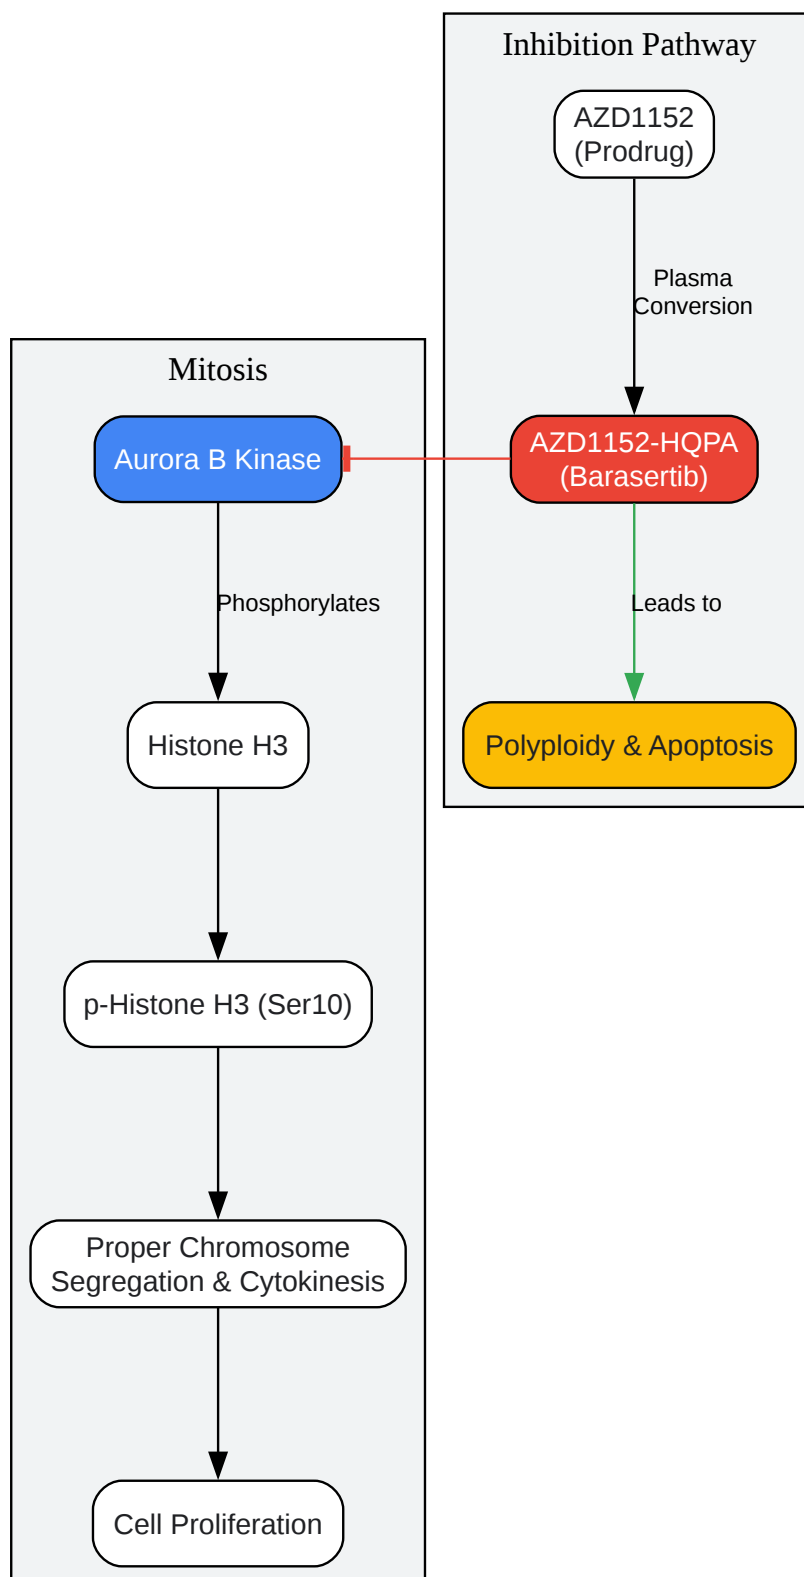 Inhibition Pathway
AZD1152
(Prodrug)
Plasma
Conversion
AZD1152-HQPA
(Barasertib)
Leads to
Polyploidy & Apoptosis
Mitosis
Aurora B Kinase
Phosphorylates
Histone H3
p-Histone H3 (Ser10)
Proper Chromosome
Segregation & Cytokinesis
Cell Proliferation